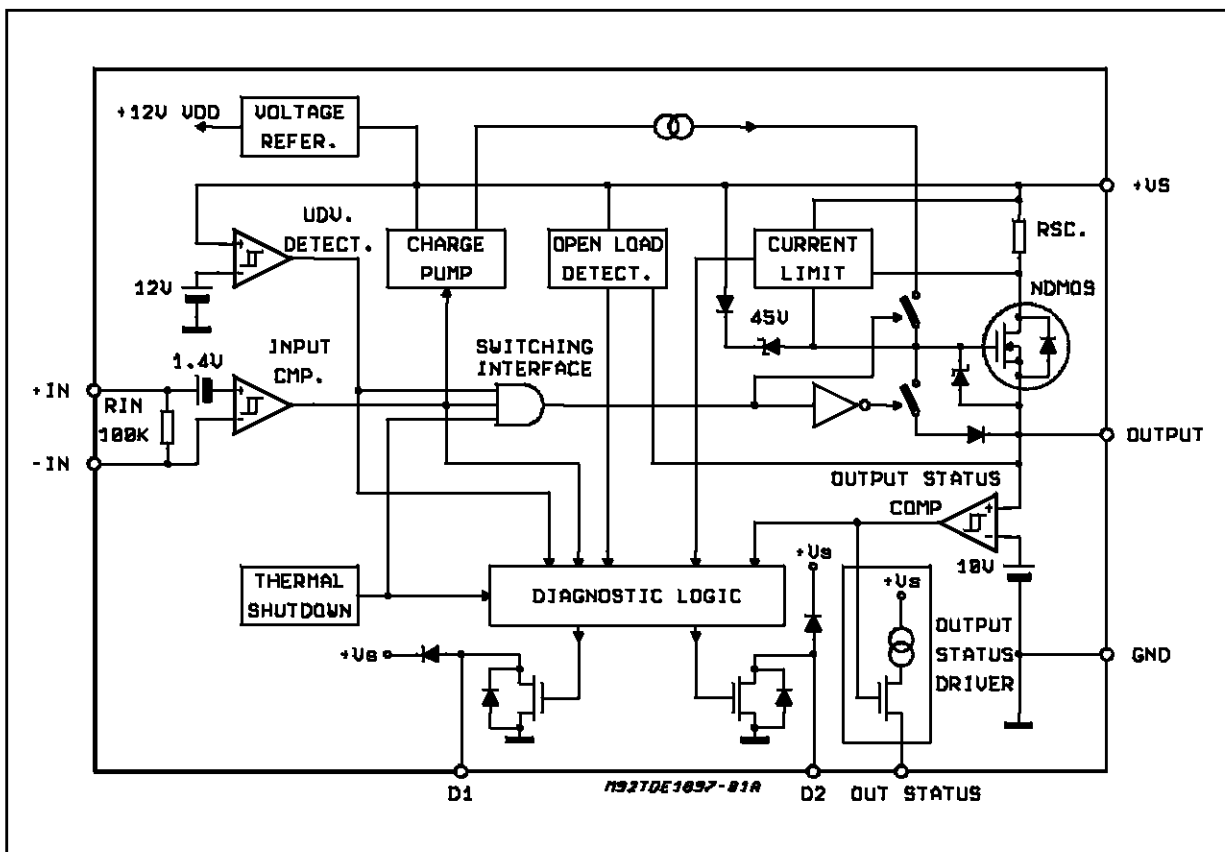 +12V VDD
VOLTAGE
REFER.
+VS
UDV.
DETECT.
CHARGE
PUMP
OPEN LOAD
DETECT.
CURRENT
LIMIT
RSC.
12V
NDMOS
45V
1.4V
INPUT
CMP.
SWITCHING
INTERFACE
+IN
RIN
100K
-IN
OUTPUT
OUTPUT STATUS
COMP
10V
+Vs
THERMAL
SHUTDOWN
DIAGNOSTIC LOGIC
+Vs
OUTPUT
STATUS
DRIVER
GND
+Vs
D1
M92TDE1897-01A
D2
OUT STATUS